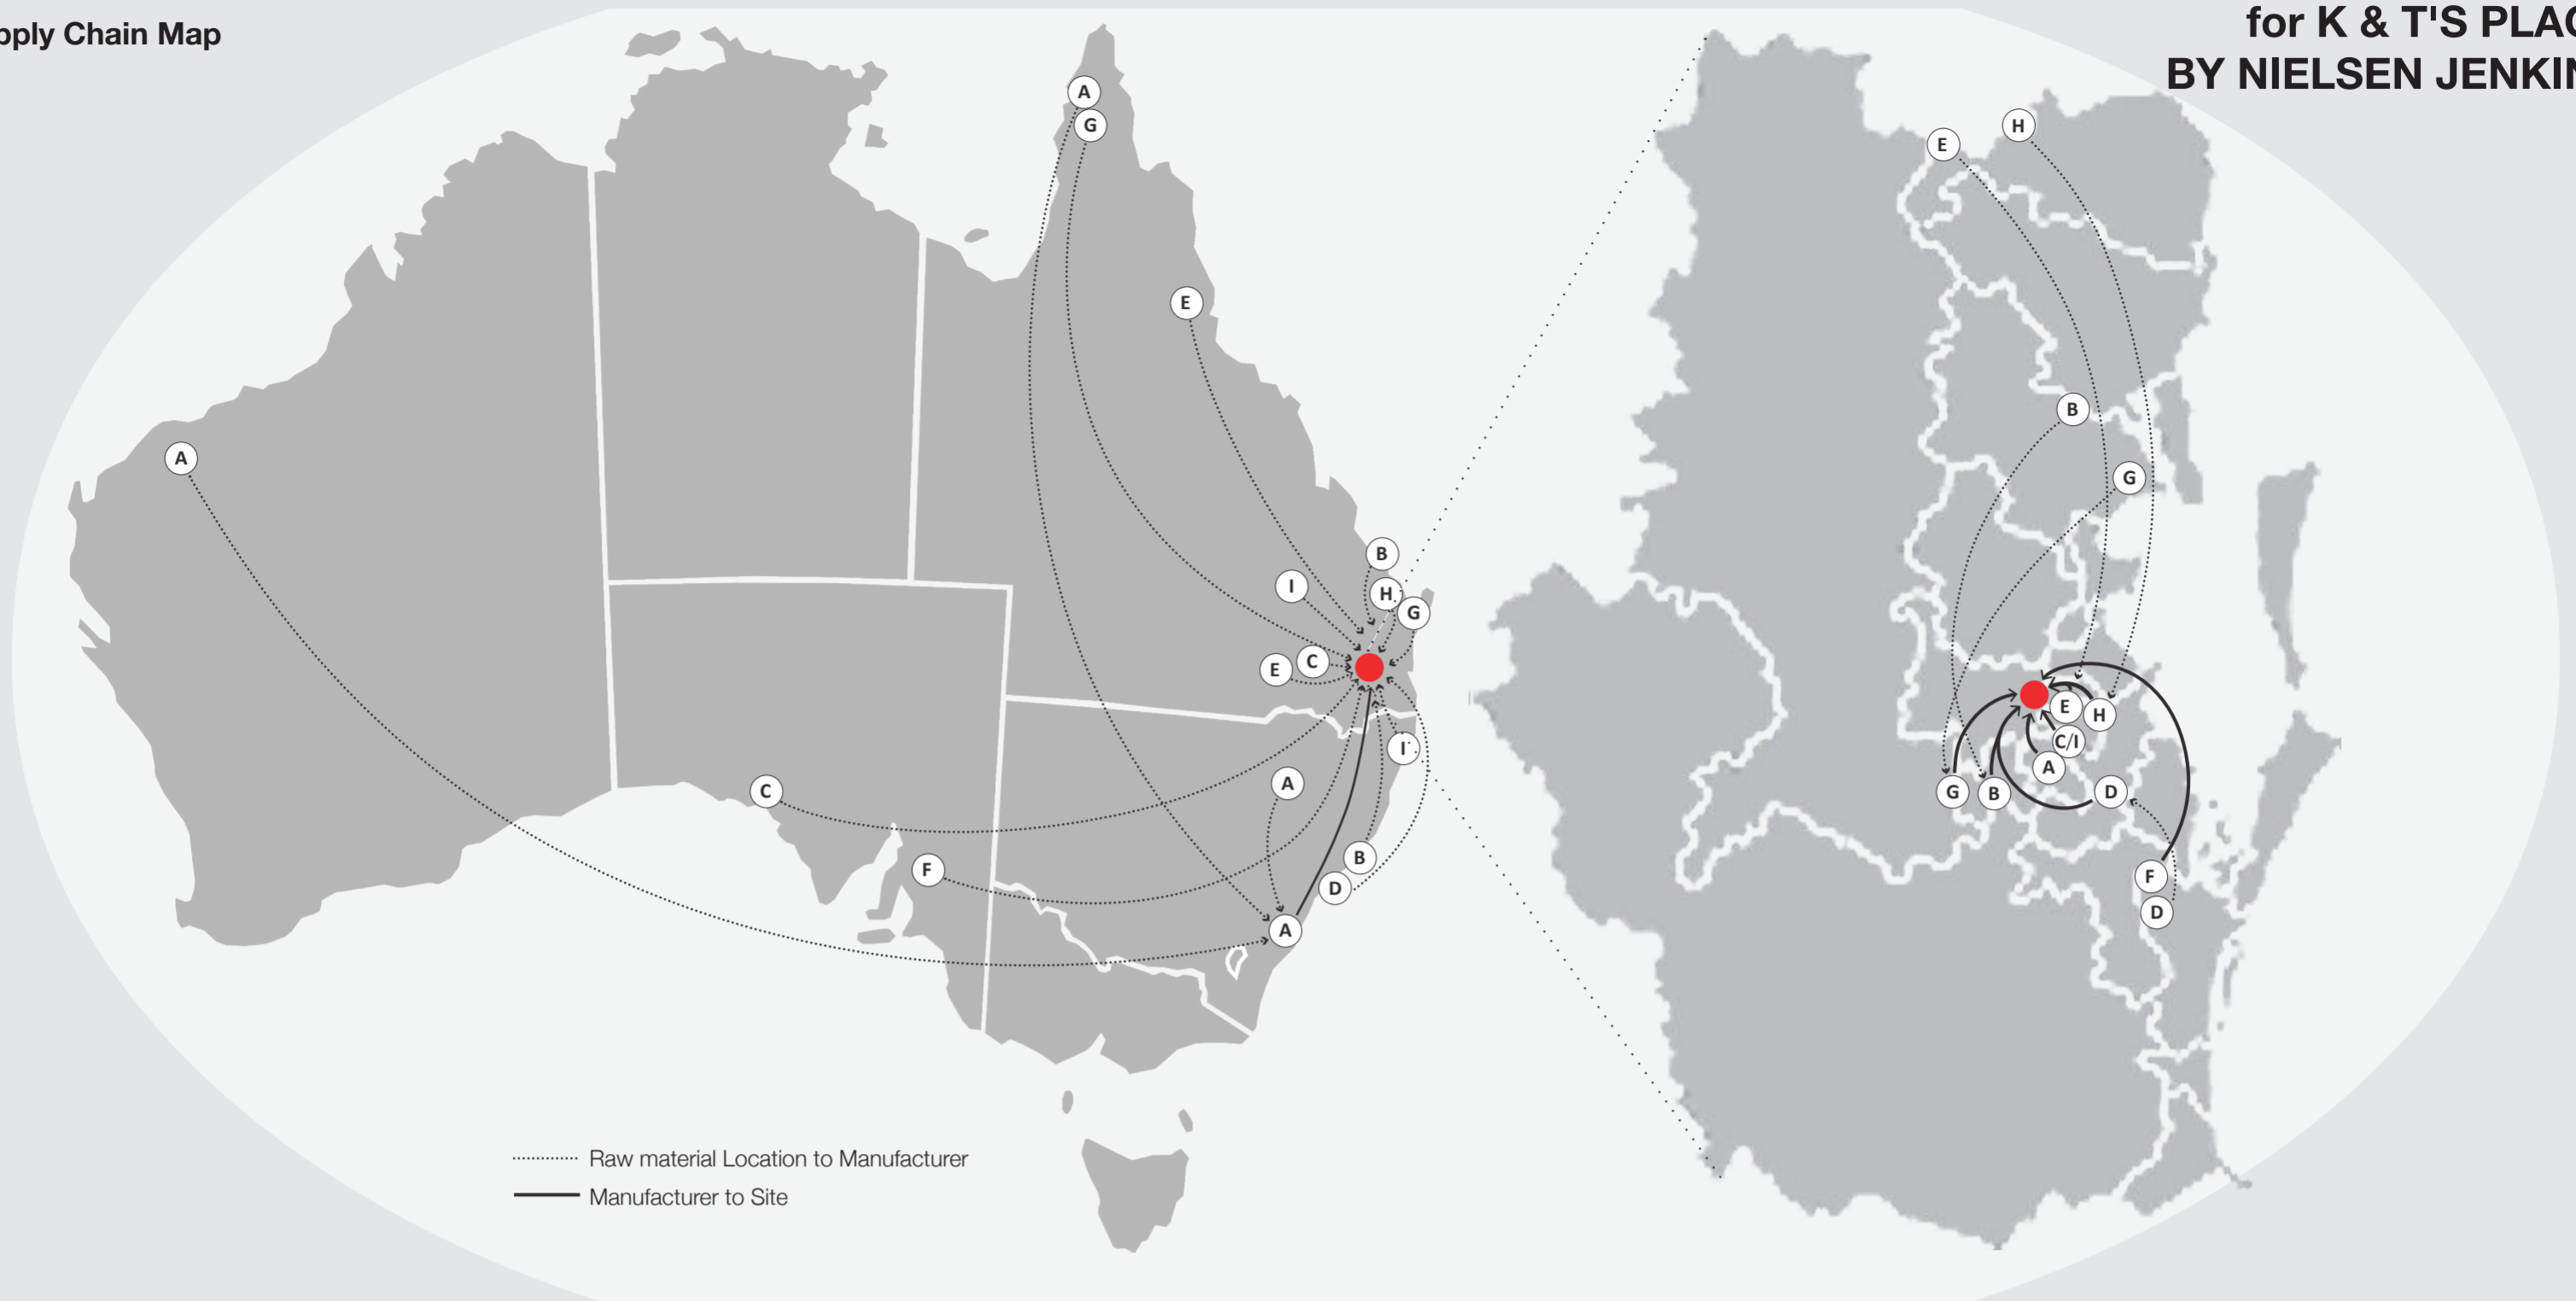 pply Chain Map
for K & T'S PLAC
BY NIELSEN JENKIN
A
G
E
A
B
I
H
G
E
C
I
A
C
F
B
D
A
E
H
B
G
E
H
C/I
A
G
B
D
F
D
Raw material Location to Manufacturer
Manufacturer to Site